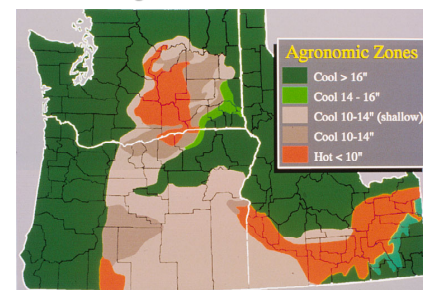 Agronomic Zones
Cool > 16"
Cool 14 - 16"
Cool 10-14" (shallow)
Cool 10-14"
Hot < 10"